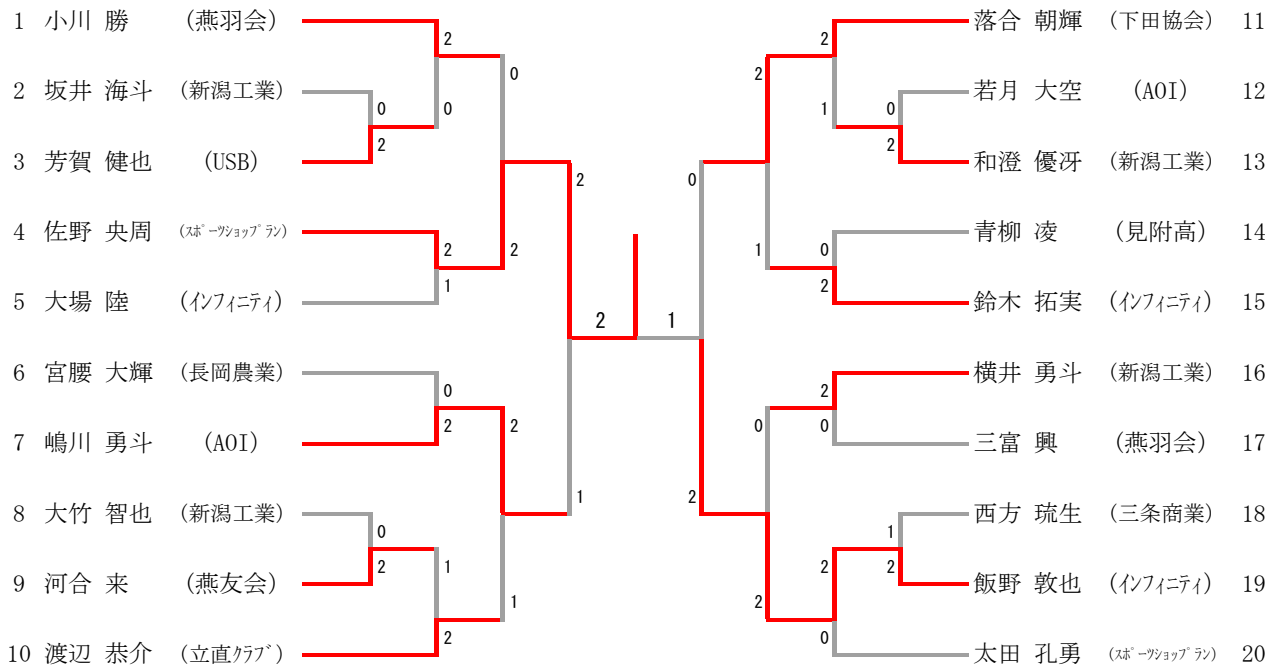 1 小川 勝 (燕羽会)
2 坂井 海斗 (新潟工業)
3 芳賀 健也 (USB)
4 佐野 央周 (ｽﾎﾟｰﾂｼｮｯﾌﾟﾗﾝ)
5 大場 陸 (ｲﾝﾌｨﾆﾃｨ)
6 宮腰 大輝 (長岡農業)
7 嶋川 勇斗 (AOI)
8 大竹 智也 (新潟工業)
9 河合 来 (燕友会)
10 渡辺 恭介 (立直ｸﾗﾌﾞ)
2
0
0
0
2
2
2
2
1
2 1
0
2
2
1
0
2
1
1
2
2
2
1
0
2
0
1
0
2
2
0
0
2
1
2
2
2
0
落合 朝輝 (下田協会) 11
若月 大空 (AOI) 12
和澄 優冴 (新潟工業) 13
青柳 凌 (見附高) 14
鈴木 拓実 (ｲﾝﾌｨﾆﾃｨ) 15
横井 勇斗 (新潟工業) 16
三富 興 (燕羽会) 17
西方 琉生 (三条商業) 18
飯野 敦也 (ｲﾝﾌｨﾆﾃｨ) 19
太田 孔勇 (ｽﾎﾟｰﾂｼｮｯﾌﾟﾗﾝ) 20